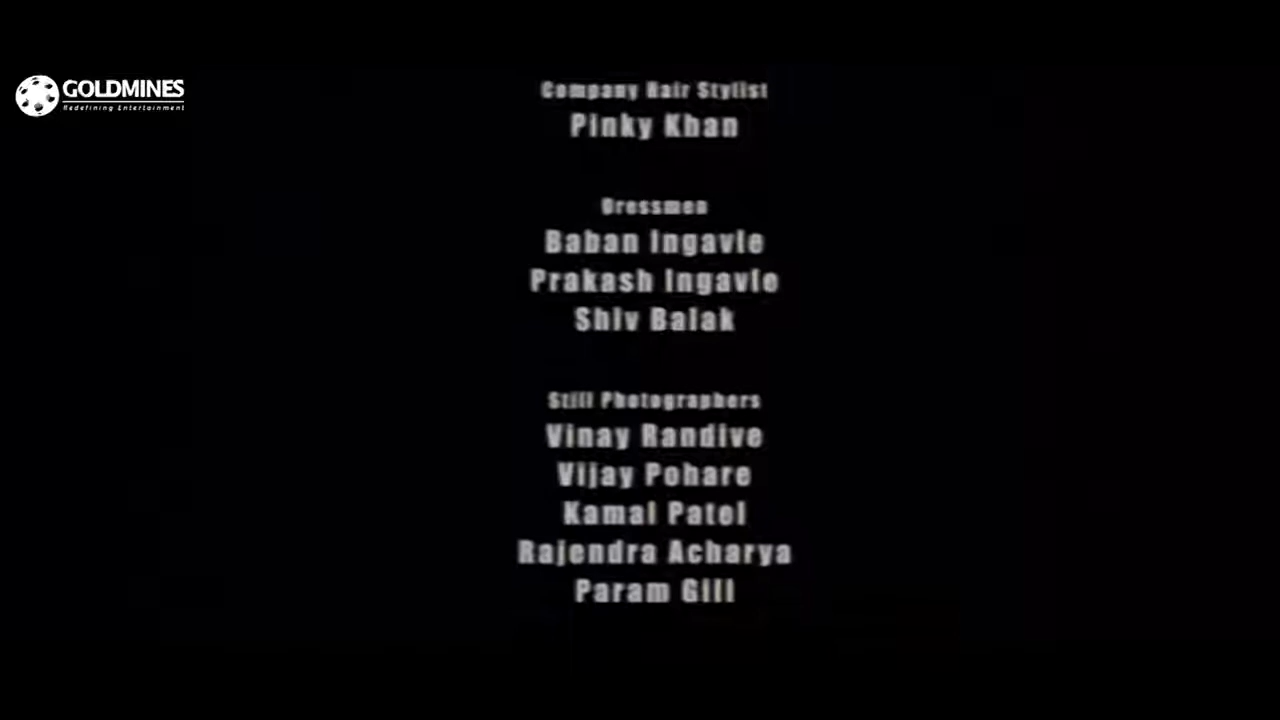 GOLDMINES
Redefining Entertainment
Company Hair Stylist
Pinky Khan
Dressmen
Baban Ingavle
Prakash Ingavle
Shiv Balak
Still Photographers
Vinay Randive
Vijay Pohare
Kamal Patel
Rajendra Acharya
Param Gill